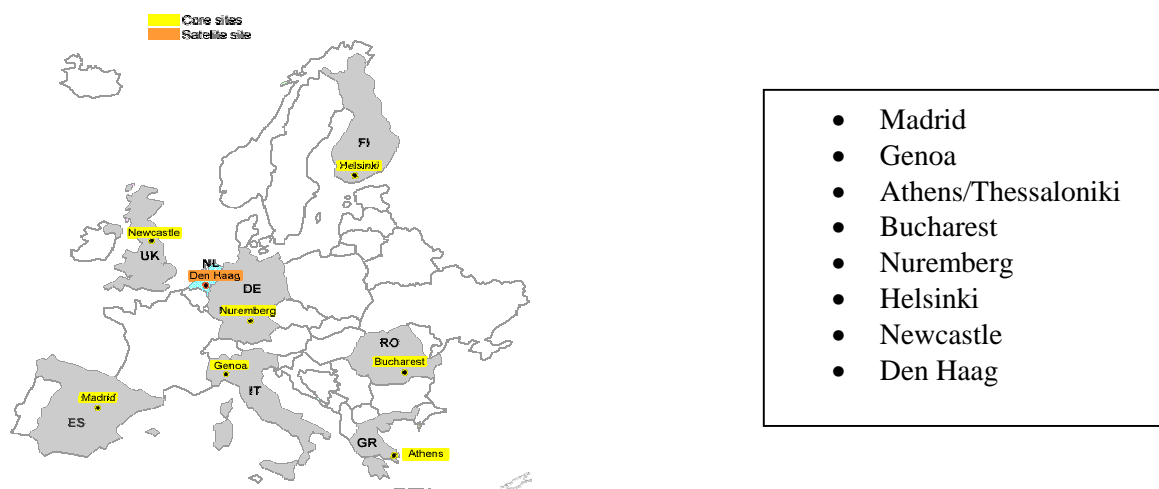 Core sites
Satelite site
FI
Helsinki
Newcastle
UK
NL
Den Haag
DE
Nuremberg
RO
Bucharest
Genoa
IT
Madrid
ES
GR
Athens
• Madrid
• Genoa
• Athens/Thessaloniki
• Bucharest
• Nuremberg
• Helsinki
• Newcastle
• Den Haag